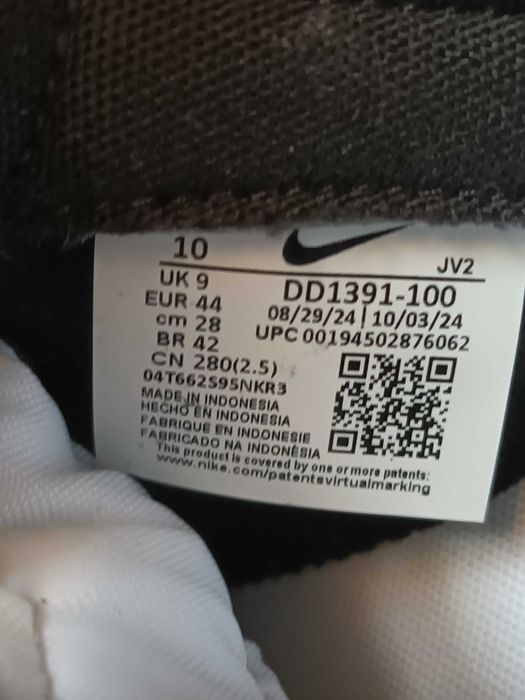 10
JV2
UK 9
EUR 44
cm 28
BR 42
CN 280(2.5)
DD1391-100
08/29/24 | 10/03/24
UPC 00194502876062
04T662S95NKR3
MADE IN INDONESIA
HECHO EN INDONESIA
FABRIQUE EN INDONESIE
FABRICADO NA INDONÉSIA
This product is covered by one or more patents:
www.nike.com/patentsvirtualmarking